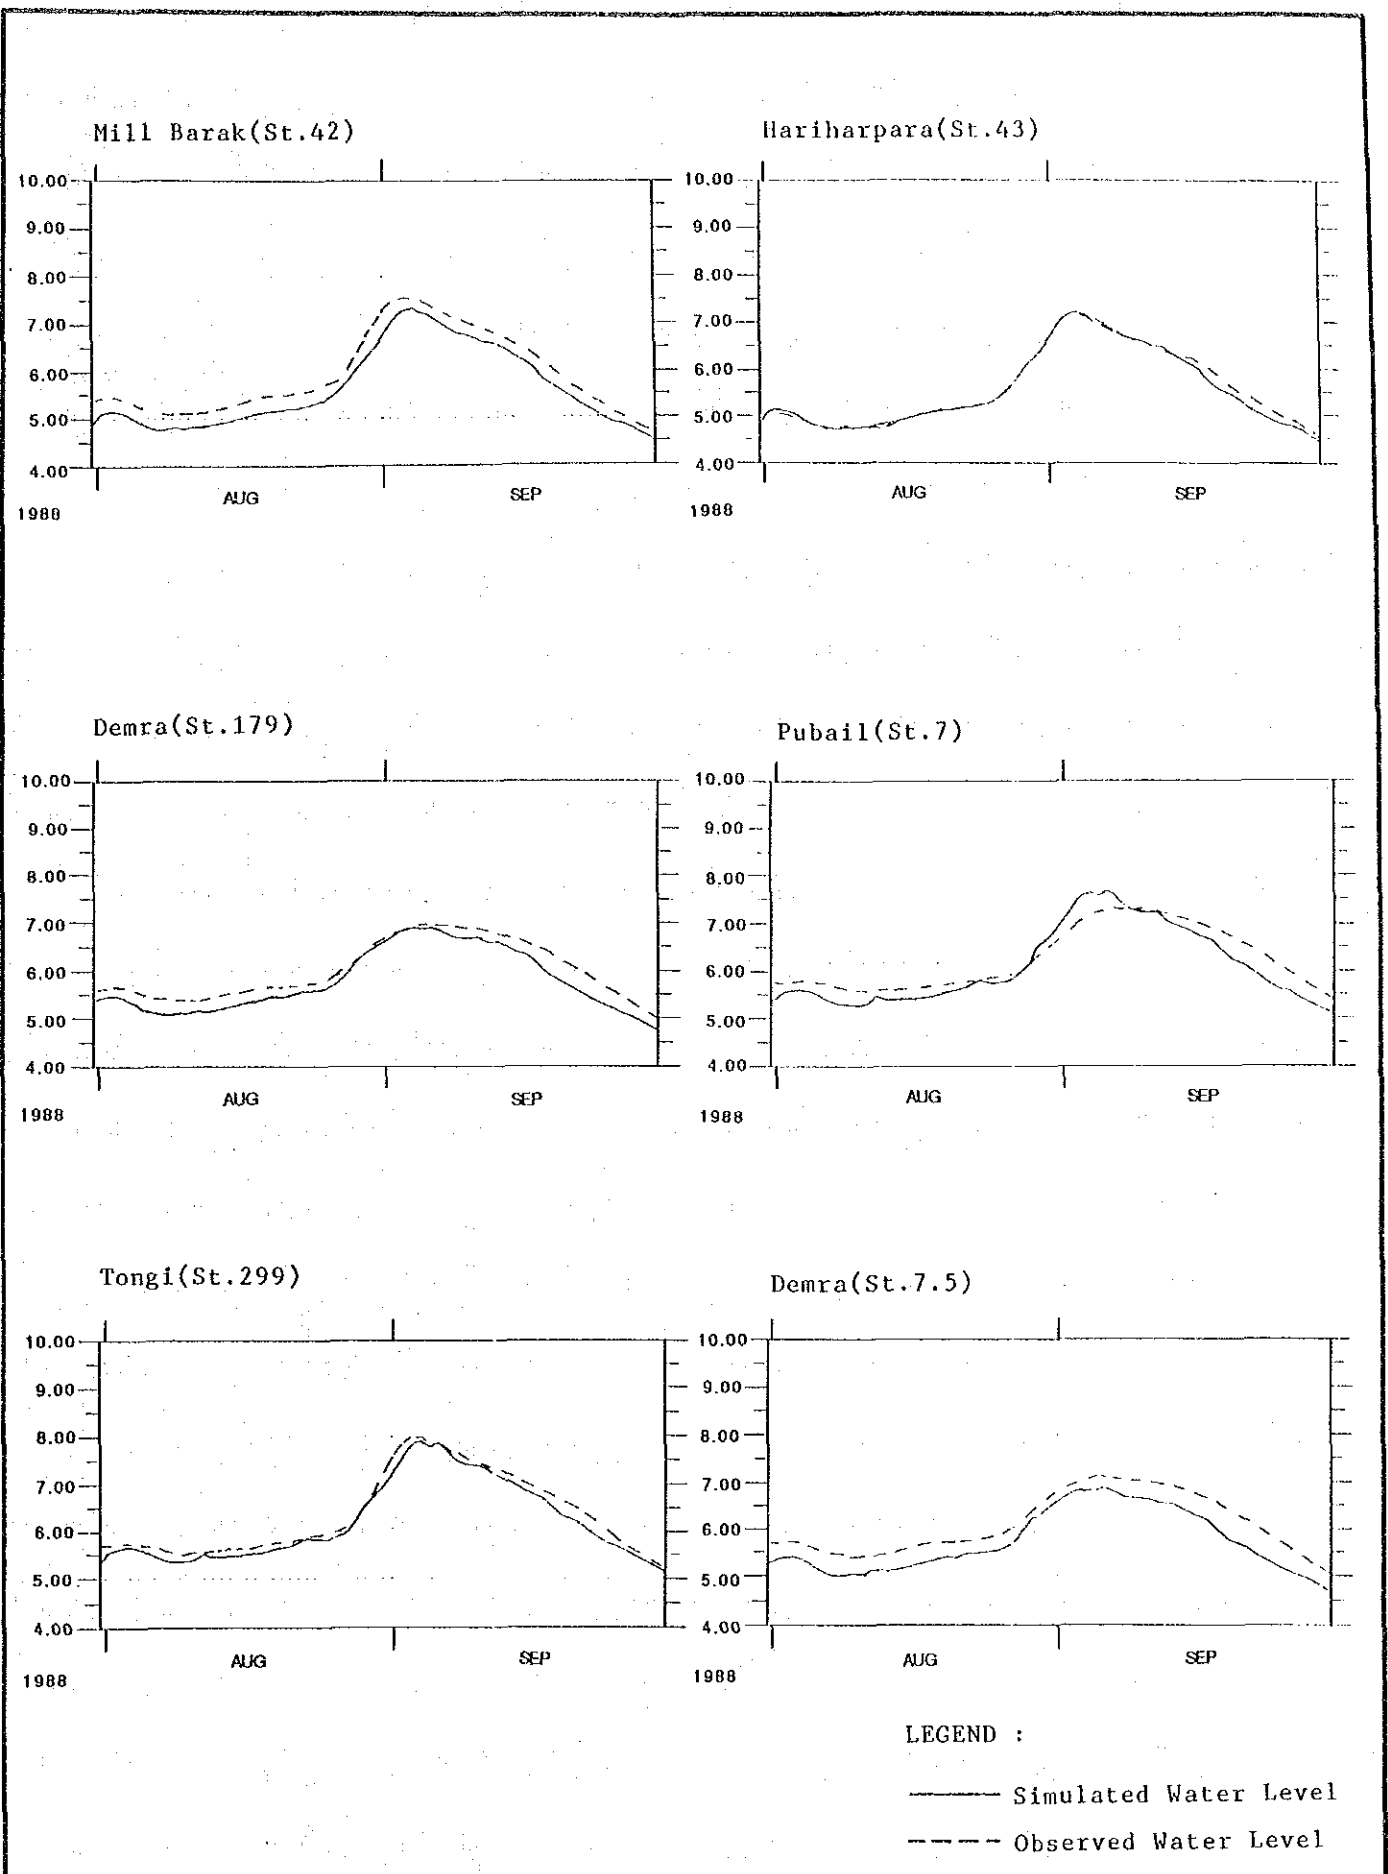 Mill Barak(St.42)
10.00
9.00
8.00
7.00
6.00
5.00
4.00
AUG
SEP
1988
Hariharpara(St.43)
10.00
9.00
8.00
7.00
6.00
5.00
4.00
AUG
SEP
1988
Demra(St.179)
10.00
9.00
8.00
7.00
6.00
5.00
4.00
AUG
SEP
1988
Pubail(St.7)
10.00
9.00
8.00
7.00
6.00
5.00
4.00
AUG
SEP
1988
Tongi(St.299)
10.00
9.00
8.00
7.00
6.00
5.00
4.00
AUG
SEP
1988
Demra(St.7.5)
10.00
9.00
8.00
7.00
6.00
5.00
4.00
AUG
SEP
1988
LEGEND :
Simulated Water Level
Observed Water Level